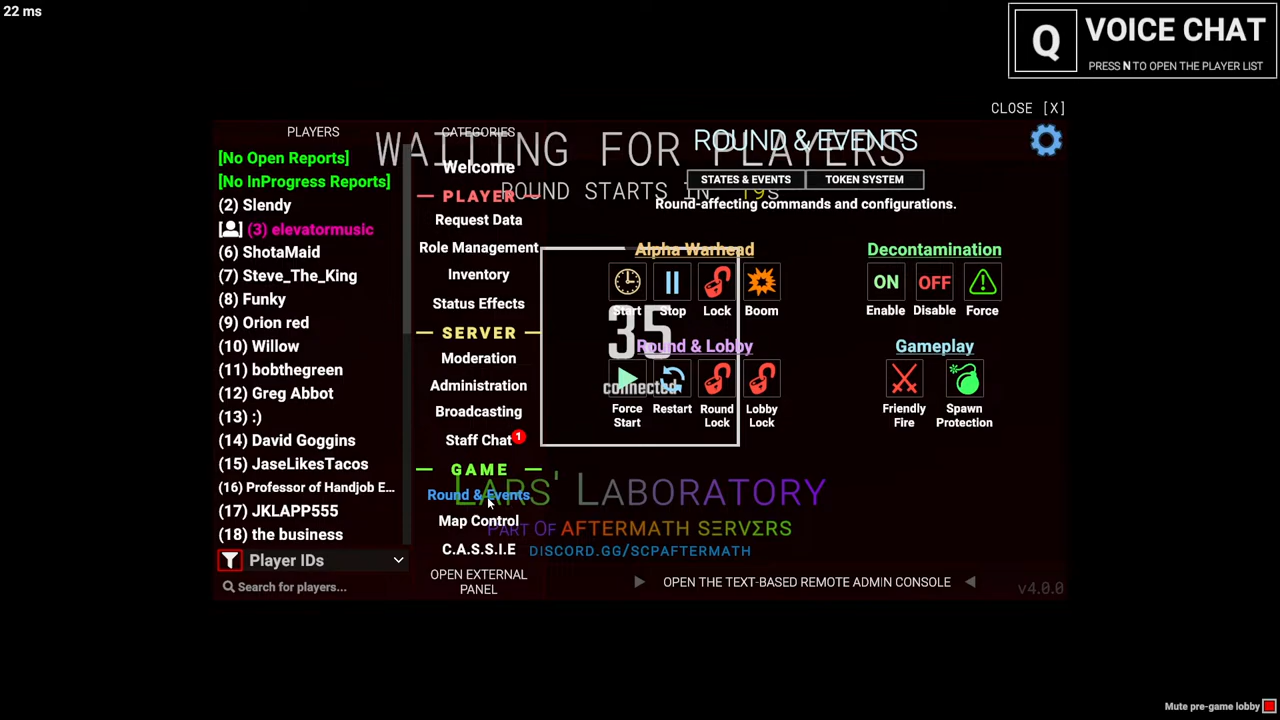 22 ms
Q
VOICE CHAT
PRESS N TO OPEN THE PLAYER LIST
CLOSE [X]
PLAYERS
[No Open Reports]
[No InProgress Reports]
(2) Slendy
(3) elevatormusic
(6) ShotaMaid
(7) Steve_The_King
(8) Funky
(9) Orion red
(10) Willow
(11) bobthegreen
(12) Greg Abbot
(13) :)
(14) David Goggins
(15) JaseLikesTacos
(16) Professor of Handjob E...
(17) JKLAPP555
(18) the business
Player IDs
Search for players...
CATEGORIES
Welcome
PLAYER
Request Data
Role Management
Inventory
Status Effects
SERVER
Moderation
Administration
Broadcasting
Staff Chat 1
GAME
Round & Events
Map Control
C.A.S.S.I.E
OPEN EXTERNAL
PANEL
WAITING FOR PLAYERS
ROUND STARTS IN 19s
ROUND & EVENTS
STATES & EVENTS
TOKEN SYSTEM
Round-affecting commands and configurations.
Alpha Warhead
Start
Stop
Lock
Boom
Decontamination
ON
OFF
Enable
Disable
Force
35
connected
Round & Lobby
Force
Start
Restart
Round
Lock
Lobby
Lock
Gameplay
Friendly
Fire
Spawn
Protection
LARS' LABORATORY
PART OF AFTERMATH SERVERS
DISCORD.GG/SCPAFTERMATH
OPEN THE TEXT-BASED REMOTE ADMIN CONSOLE
v4.0.0
Mute pre-game lobby